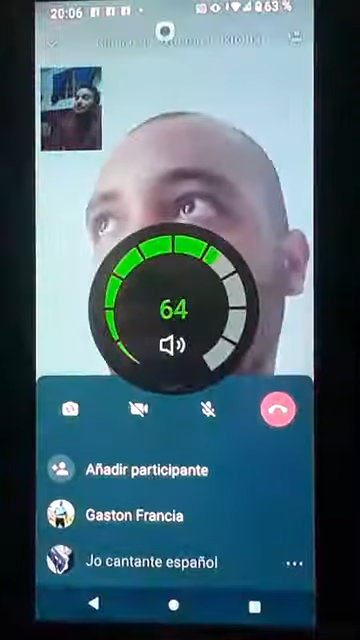 20:06
63 %
64
Añadir participante
Gaston Francia
Jo cantante español